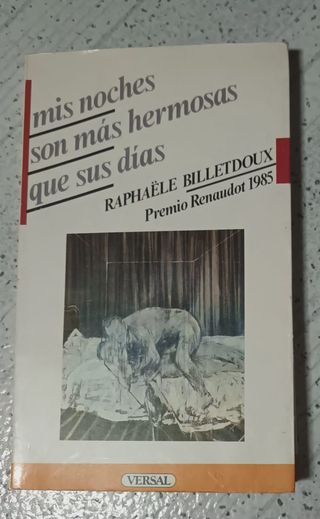 mis noches
son más hermosas
que sus días
RAPHAËLE BILLETDOUX
Premio Renaudot 1985
VERSAL